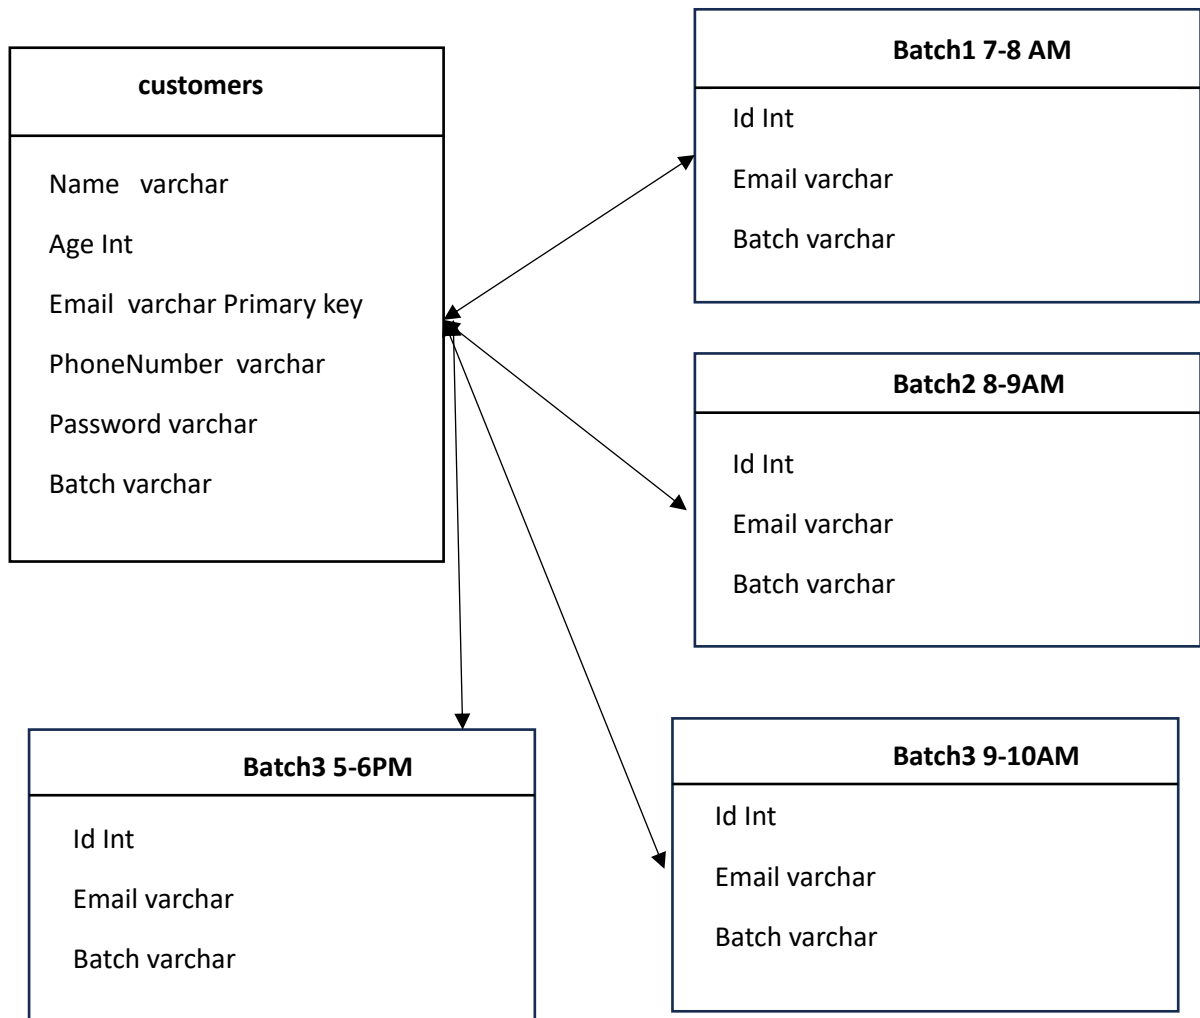 customers
Name varchar
Age Int
Email varchar Primary key
PhoneNumber varchar
Password varchar
Batch varchar
Batch1 7-8 AM
Id Int
Email varchar
Batch varchar
Batch2 8-9AM
Id Int
Email varchar
Batch varchar
Batch3 5-6PM
Id Int
Email varchar
Batch varchar
Batch3 9-10AM
Id Int
Email varchar
Batch varchar